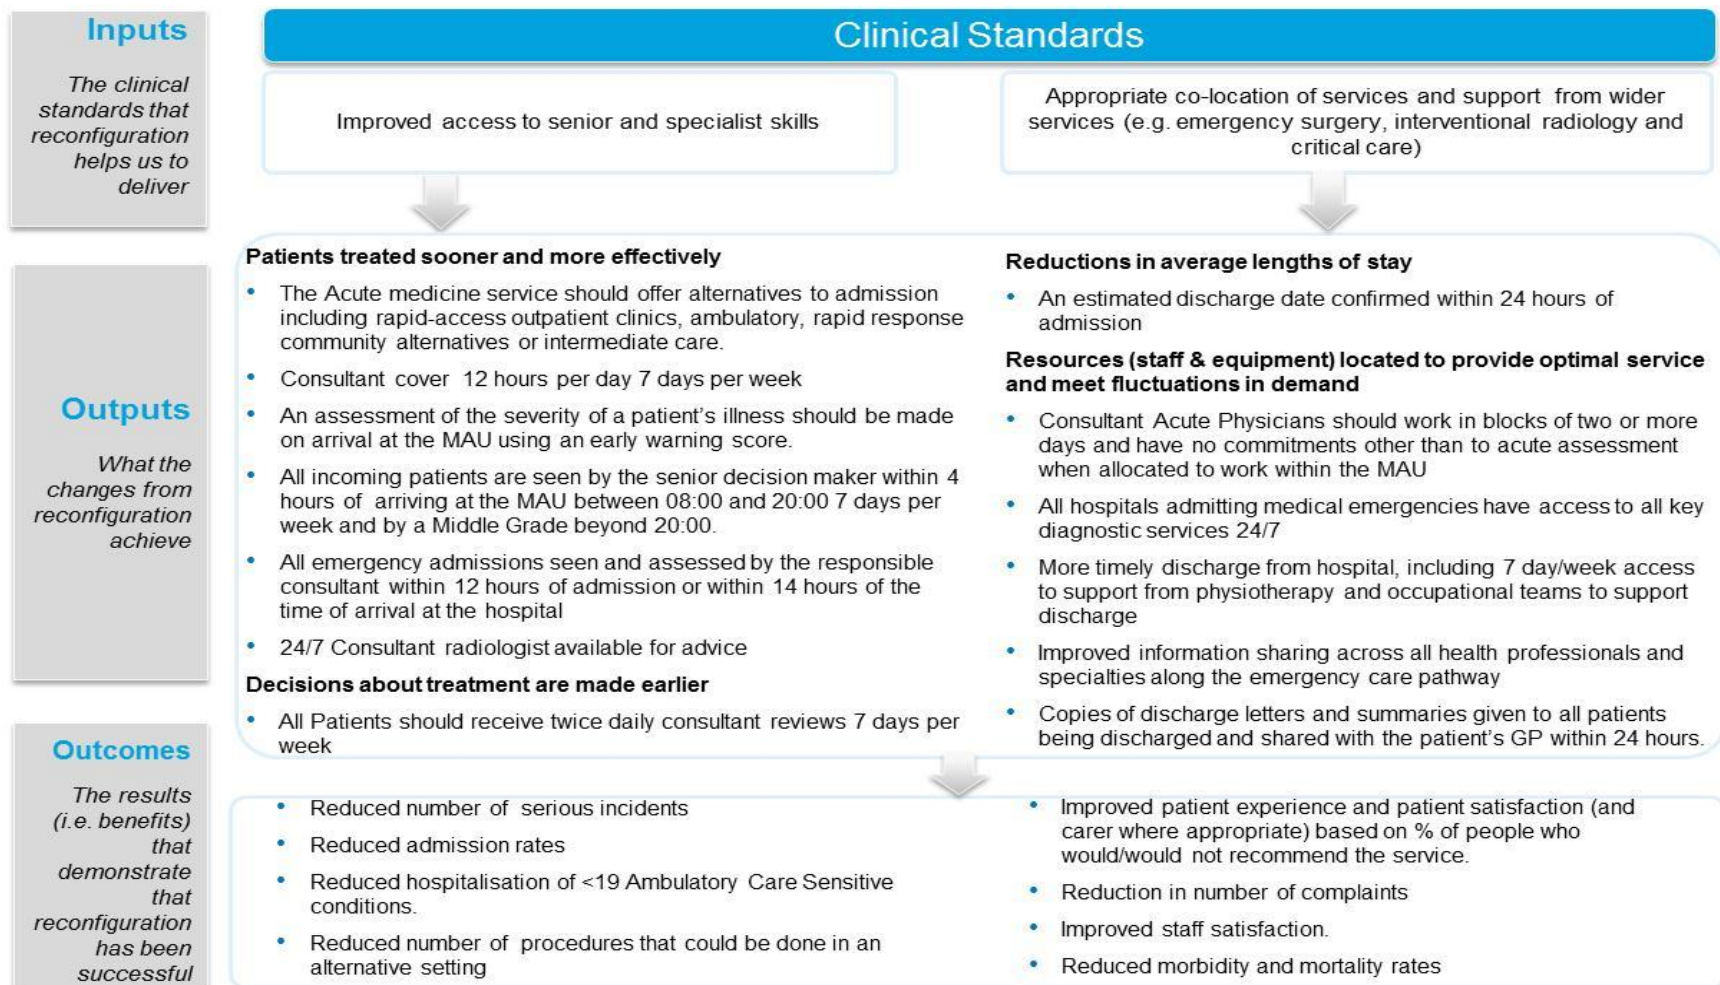 Inputs
The clinical
standards that
reconfiguration
helps us to
deliver
Clinical Standards
Improved access to senior and specialist skills
Appropriate co-location of services and support from wider
services (e.g. emergency surgery, interventional radiology and
critical care)
Outputs
What the
changes from
reconfiguration
achieve
Patients treated sooner and more effectively
• The Acute medicine service should offer alternatives to admission
including rapid-access outpatient clinics, ambulatory, rapid response
community alternatives or intermediate care.
• Consultant cover 12 hours per day 7 days per week
• An assessment of the severity of a patient's illness should be made
on arrival at the MAU using an early warning score.
• All incoming patients are seen by the senior decision maker within 4
hours of arriving at the MAU between 08:00 and 20:00 7 days per
week and by a Middle Grade beyond 20:00.
• All emergency admissions seen and assessed by the responsible
consultant within 12 hours of admission or within 14 hours of the
time of arrival at the hospital
• 24/7 Consultant radiologist available for advice
Decisions about treatment are made earlier
• All Patients should receive twice daily consultant reviews 7 days per
week
Reductions in average lengths of stay
• An estimated discharge date confirmed within 24 hours of
admission
Resources (staff & equipment) located to provide optimal service
and meet fluctuations in demand
• Consultant Acute Physicians should work in blocks of two or more
days and have no commitments other than to acute assessment
when allocated to work within the MAU
• All hospitals admitting medical emergencies have access to all key
diagnostic services 24/7
• More timely discharge from hospital, including 7 day/week access
to support from physiotherapy and occupational teams to support
discharge
• Improved information sharing across all health professionals and
specialties along the emergency care pathway
• Copies of discharge letters and summaries given to all patients
being discharged and shared with the patient's GP within 24 hours.
Outcomes
The results
(i.e. benefits)
that
demonstrate
that
reconfiguration
has been
successful
• Reduced number of serious incidents
• Reduced admission rates
• Reduced hospitalisation of <19 Ambulatory Care Sensitive
conditions.
• Reduced number of procedures that could be done in an
alternative setting
• Improved patient experience and patient satisfaction (and
carer where appropriate) based on % of people who
would/would not recommend the service.
• Reduction in number of complaints
• Improved staff satisfaction.
• Reduced morbidity and mortality rates